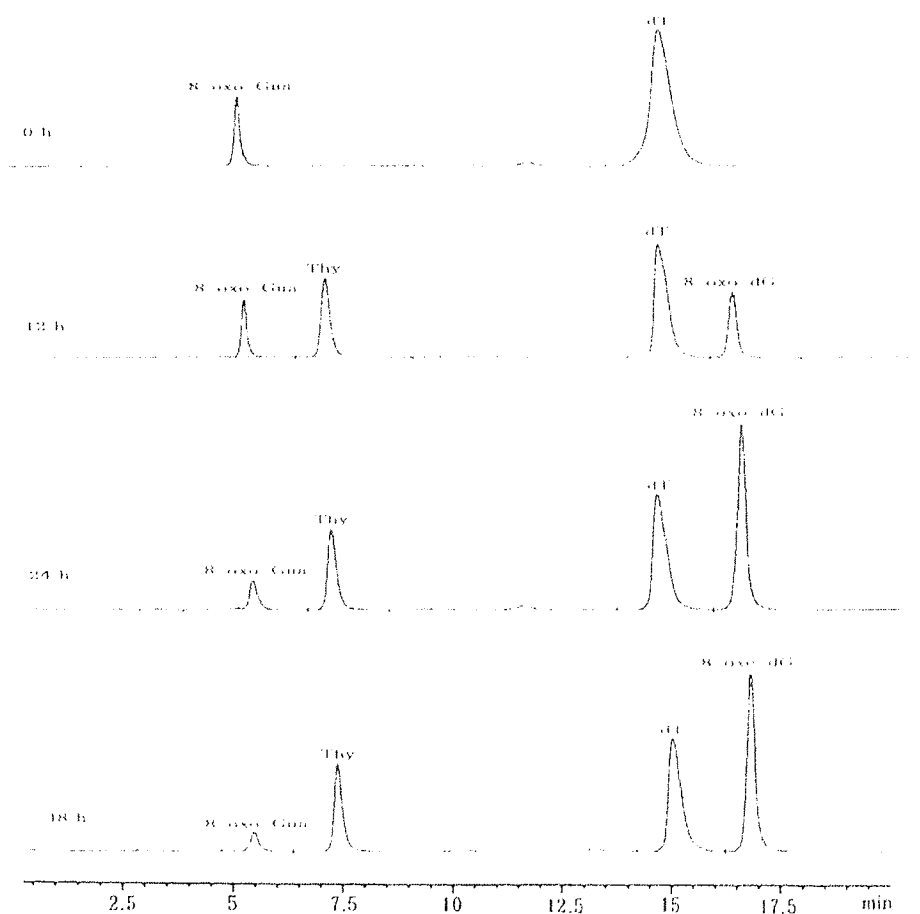 dT
8 oxo Gua
0 h
dT
Thy
8 oxo Gua
8 oxo dG
12 h
8 oxo dG
dT
Thy
8 oxo Gua
24 h
8 oxo dG
dT
Thy
8 oxo Gua
48 h
2.5 5 7.5 10 12.5 15 17.5 min